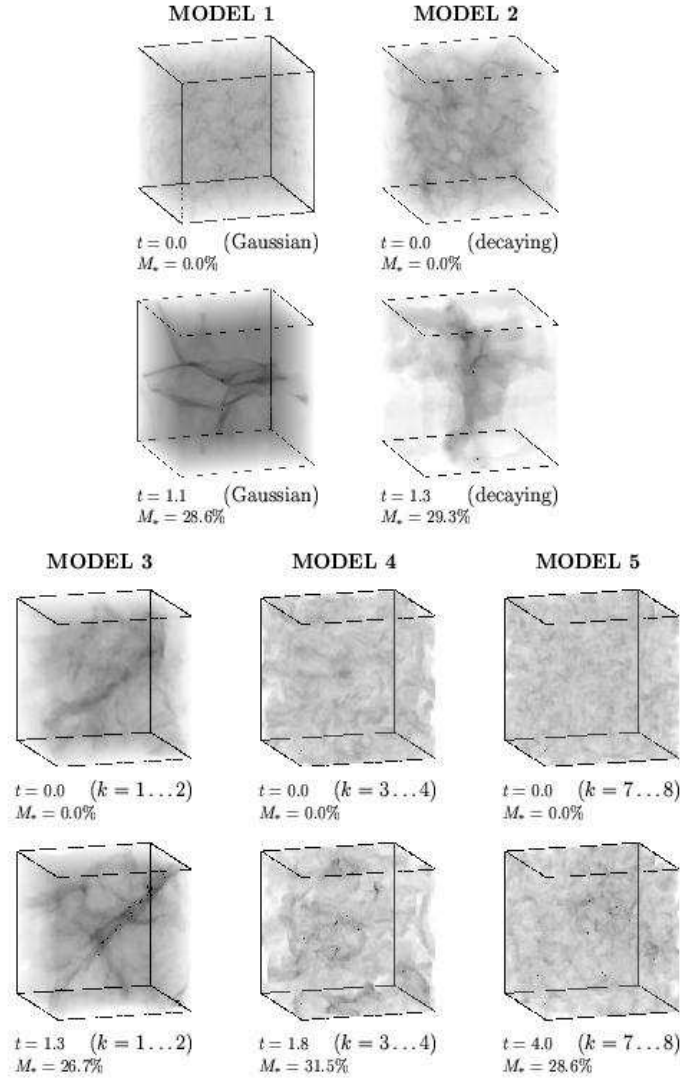 MODEL 1 MODEL 2
t = 0.0 (Gaussian) t = 0.0 (decaying)
M* = 0.0% M* = 0.0%
t = 1.1 (Gaussian) t = 1.3 (decaying)
M* = 28.6% M* = 29.3%
MODEL 3 MODEL 4 MODEL 5
t = 0.0 (k = 1...2) t = 0.0 (k = 3...4) t = 0.0 (k = 7...8)
M* = 0.0% M* = 0.0% M* = 0.0%
t = 1.3 (k = 1...2) t = 1.8 (k = 3...4) t = 4.0 (k = 7...8)
M* = 26.7% M* = 31.5% M* = 28.6%